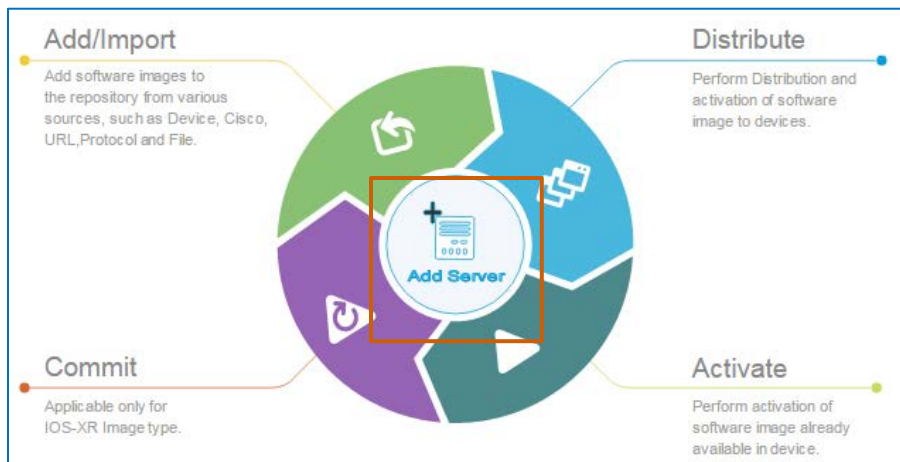 Add/Import
Add software images to
the repository from various
sources, such as Device, Cisco,
URL,Protocol and File.
Distribute
Perform Distribution and
activation of software
image to devices.
Add Server
Commit
Applicable only for
IOS-XR Image type.
Activate
Perform activation of
software image already
available in device.